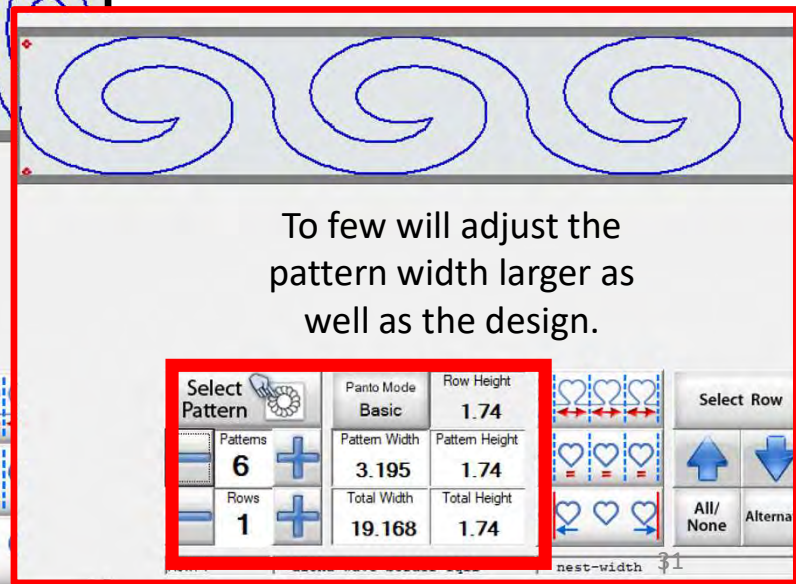 To few will adjust the
pattern width larger as
well as the design.
Select
Pattern
Panto Mode
Basic
Row Height
1.74
Patterns
6
Pattern Width
3.195
Pattern Height
1.74
Rows
1
Total Width
19.168
Total Height
1.74
Select Row
All/
None
Alterna
nest-width
31